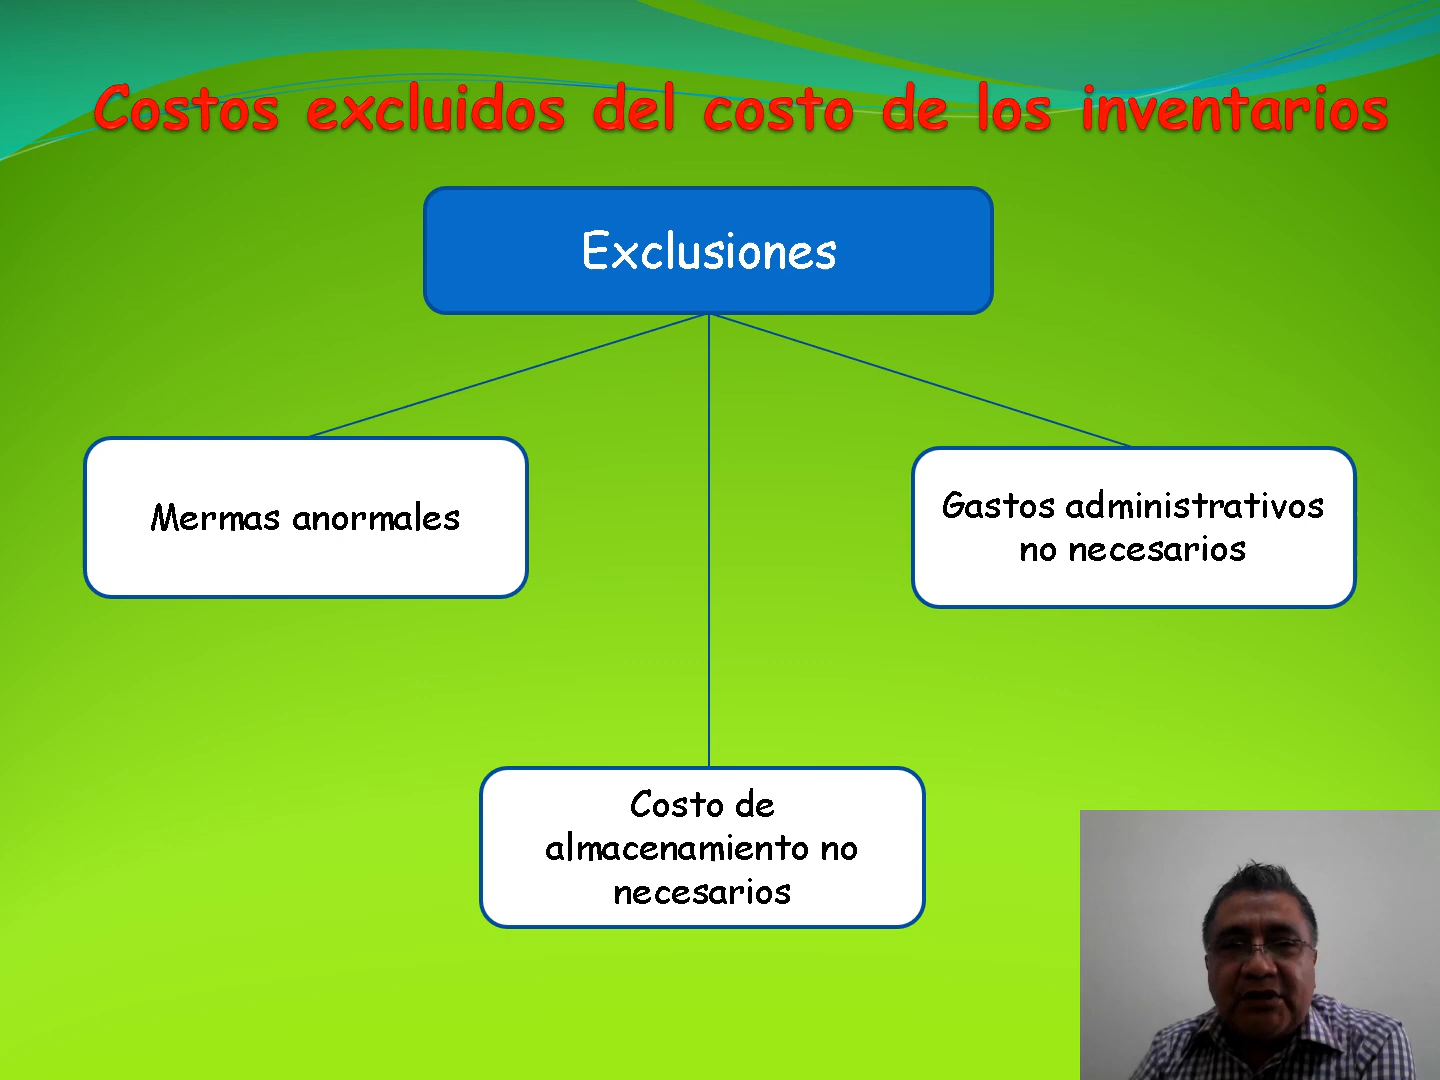 Costos excluidos del costo de los inventarios
Exclusiones
Mermas anormales
Gastos administrativos
no necesarios
Costo de
almacenamiento no
necesarios